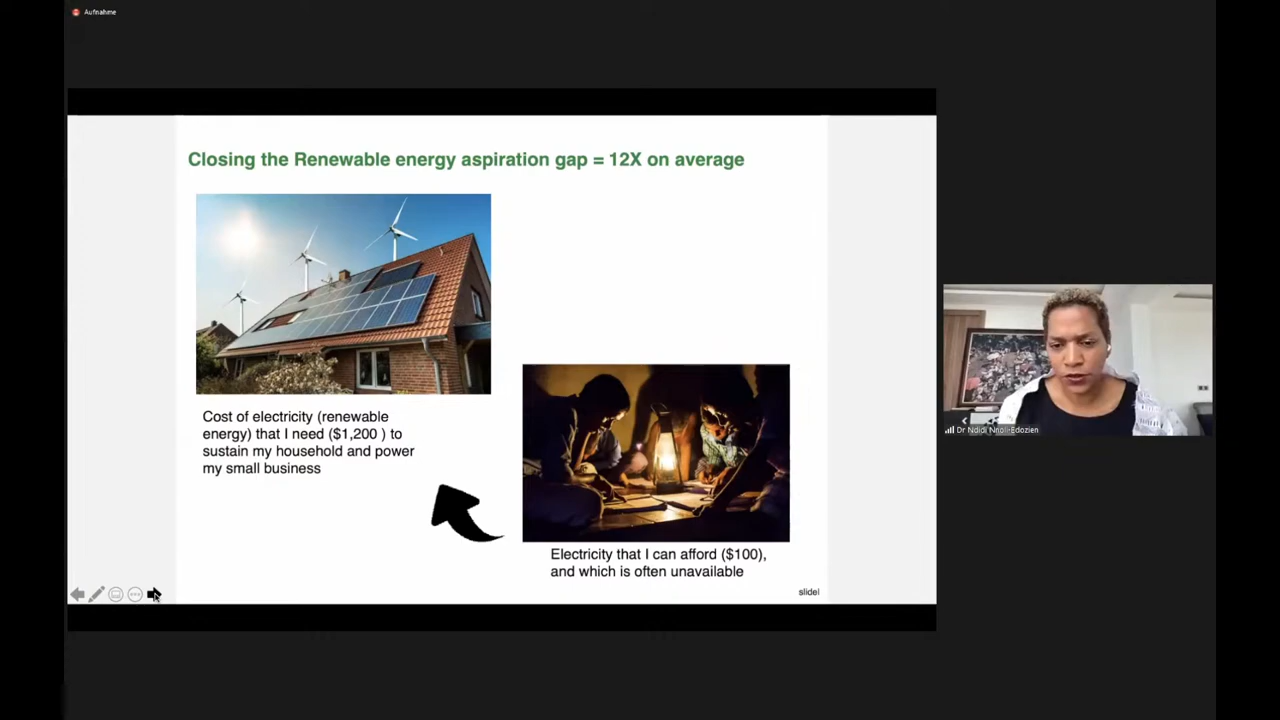 Aufnahme
Closing the Renewable energy aspiration gap = 12X on average
Cost of electricity (renewable
energy) that I need ($1,200 ) to
sustain my household and power
my small business
Electricity that I can afford ($100),
and which is often unavailable
slidel
Dr Ndidi Nnoli-Edozien